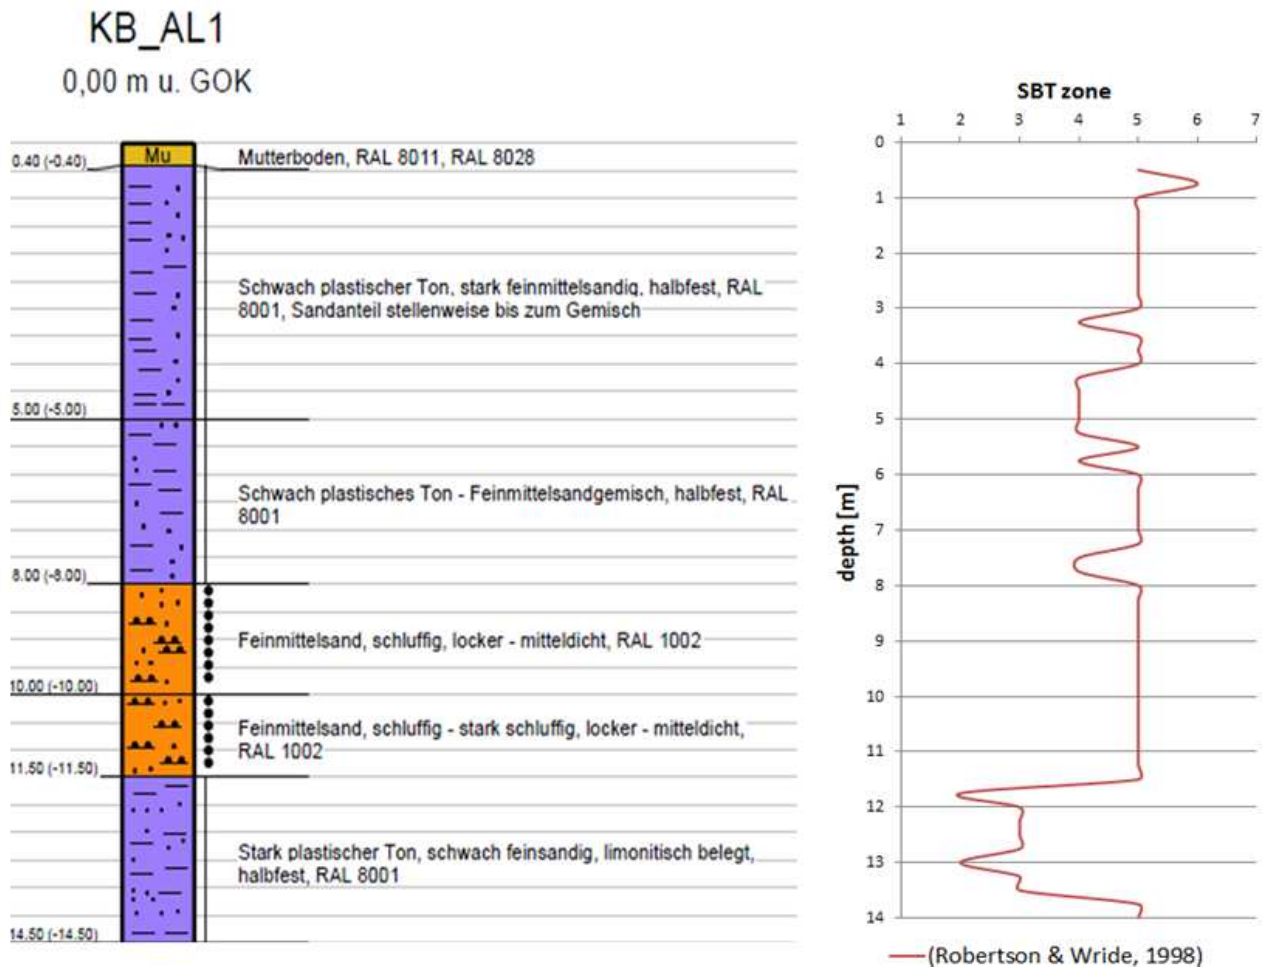 KB_AL1
0,00 m u. GOK
0.40 (-0.40)
Mu
Mutterboden, RAL 8011, RAL 8028
Schwach plastischer Ton, stark feinmittelsandig, halbfest, RAL
8001, Sandanteil stellenweise bis zum Gemisch
5.00 (-5.00)
Schwach plastisches Ton - Feinmittelsandgemisch, halbfest, RAL
8001
8.00 (-8.00)
Feinmittelsand, schluffig, locker - mitteldicht, RAL 1002
10.00 (-10.00)
Feinmittelsand, schluffig - stark schluffig, locker - mitteldicht,
RAL 1002
11.50 (-11.50)
Stark plastischer Ton, schwach feinsandig, limonitisch belegt,
halbfest, RAL 8001
14.50 (-14.50)
SBT zone
1 2 3 4 5 6 7
0
1
2
3
4
5
6
7
8
9
10
11
12
13
14
depth [m]
(Robertson & Wride, 1998)